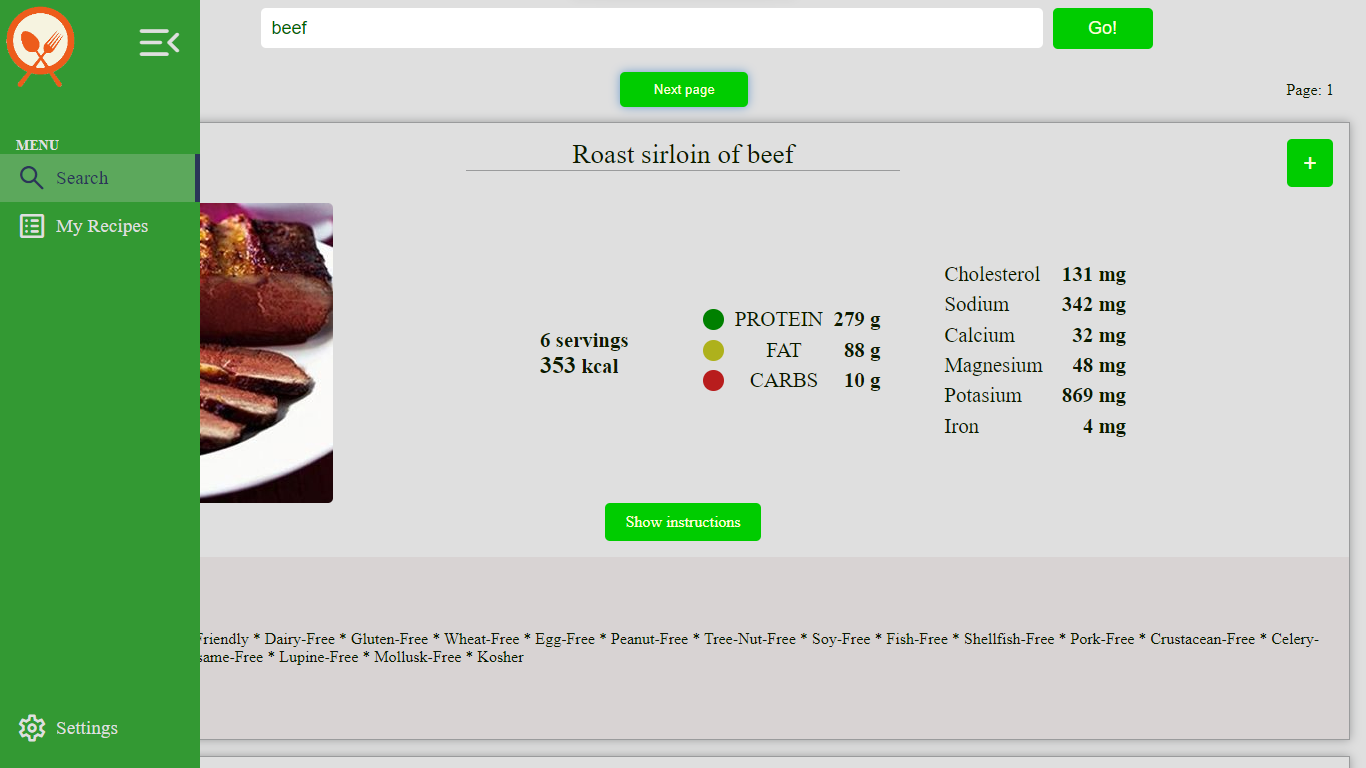 beef
Go!
Next page
Page: 1
MENU
Search
My Recipes
Settings
Roast sirloin of beef
+
6 servings
353 kcal
PROTEIN 279 g
FAT 88 g
CARBS 10 g
Cholesterol 131 mg
Sodium 342 mg
Calcium 32 mg
Magnesium 48 mg
Potasium 869 mg
Iron 4 mg
Show instructions
Friendly * Dairy-Free * Gluten-Free * Wheat-Free * Egg-Free * Peanut-Free * Tree-Nut-Free * Soy-Free * Fish-Free * Shellfish-Free * Pork-Free * Crustacean-Free * Celery-
same-Free * Lupine-Free * Mollusk-Free * Kosher